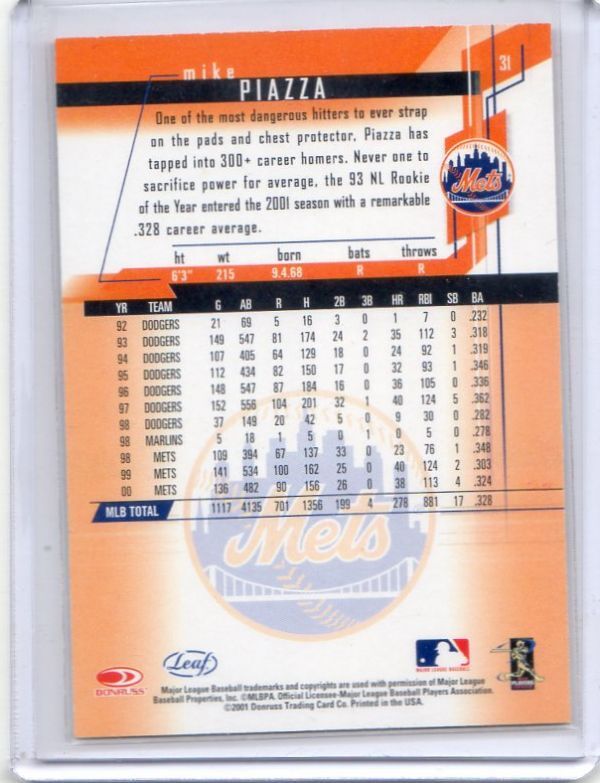 31
mike
PIAZZA
One of the most dangerous hitters to ever strap
on the pads and chest protector, Piazza has
tapped into 300+ career homers. Never one to
sacrifice power for average, the 93 NL Rookie
of the Year entered the 2001 season with a remarkable
.328 career average.
Mets
ht wt born bats throws
6'3" 215 9.4.68 R R
YR TEAM G AB R H 2B 3B HR RBI SB BA
92 DODGERS 21 69 5 16 3 0 1 7 0 .232
93 DODGERS 149 547 81 174 24 2 35 112 3 .318
94 DODGERS 107 405 64 129 18 0 24 92 1 .319
95 DODGERS 112 434 82 150 17 0 32 93 1 .346
96 DODGERS 148 547 87 184 16 0 36 105 0 .336
97 DODGERS 152 556 104 201 32 1 40 124 5 .362
98 DODGERS 37 149 20 42 5 0 9 30 0 .282
98 MARLINS 5 18 1 5 0 1 0 5 0 .278
98 METS 109 394 67 137 33 0 23 76 1 .348
99 METS 141 534 100 162 25 0 40 124 2 .303
00 METS 136 482 90 156 26 0 38 113 4 .324
MLB TOTAL 1117 4135 701 1356 199 4 278 881 17 .328
Mets
DONRUSS
Leaf
MAJOR LEAGUE BASEBALL
PLAYERS
Major League Baseball trademarks and copyrights are used with permission of Major League
Baseball Properties, Inc. ©MLBPA. Official Licensee-Major League Baseball Players Association.
©2001 Donruss Trading Card Co. Printed in the USA.